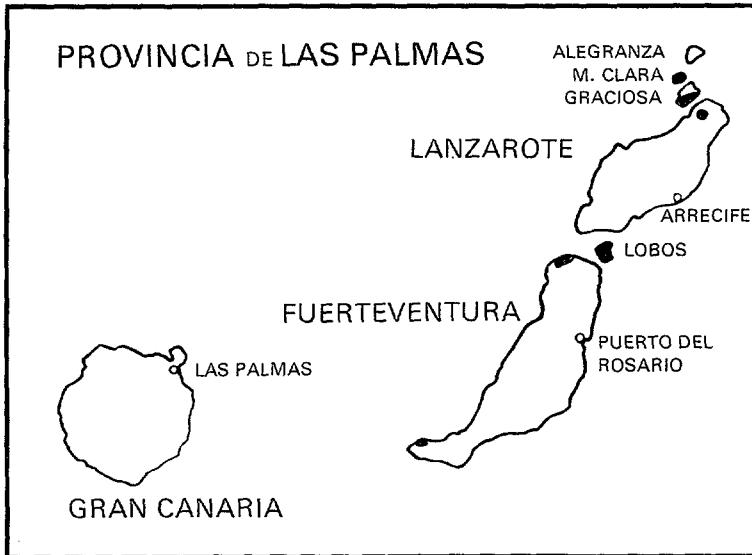 PROVINCIA DE LAS PALMAS
ALEGRANZA
M. CLARA
GRACIOSA
LANZAROTE
ARRECIFE
LOBOS
FUERTEVENTURA
PUERTO DEL
ROSARIO
LAS PALMAS
GRAN CANARIA